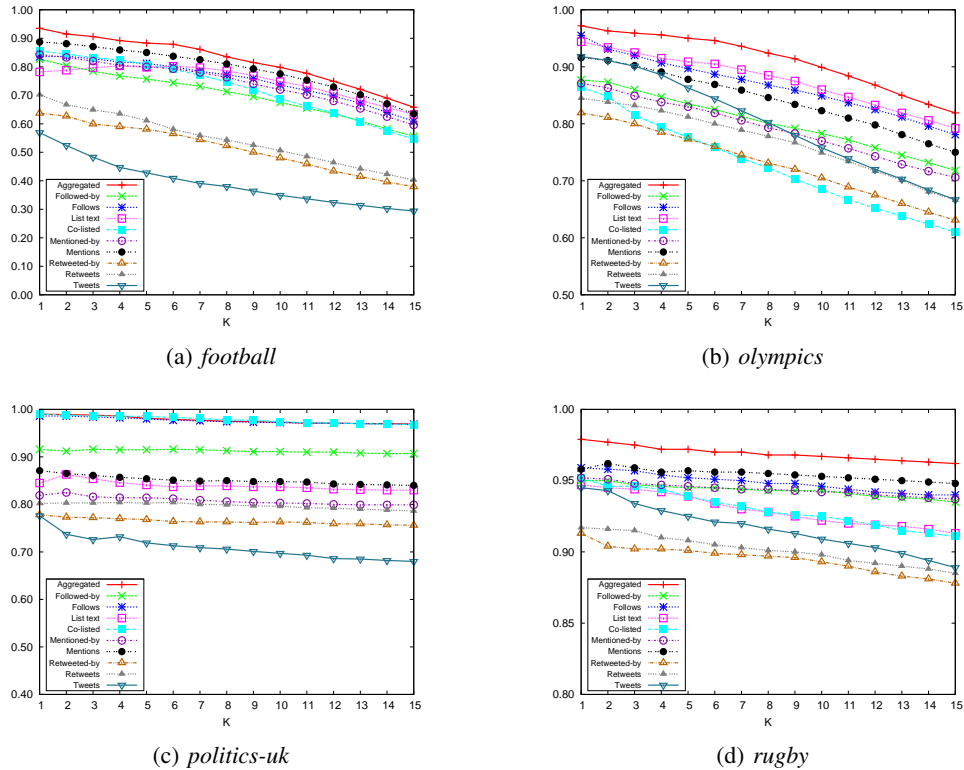 1.00
0.90
0.80
0.70
0.60
0.50
0.40
0.30
0.20
0.10
0.00
Aggregated
Followed-by
Follows
List text
Co-listed
Mentioned-by
Mentions
Retweeted-by
Retweets
Tweets
1 2 3 4 5 6 7 8 9 10 11 12 13 14 15
K
(a) football
1.00
0.90
0.80
0.70
0.60
0.50
Aggregated
Followed-by
Follows
List text
Co-listed
Mentioned-by
Mentions
Retweeted-by
Retweets
Tweets
1 2 3 4 5 6 7 8 9 10 11 12 13 14 15
K
(b) olympics
1.00
0.90
0.80
0.70
0.60
0.50
0.40
Aggregated
Followed-by
Follows
List text
Co-listed
Mentioned-by
Mentions
Retweeted-by
Retweets
Tweets
1 2 3 4 5 6 7 8 9 10 11 12 13 14 15
K
(c) politics-uk
1.00
0.95
0.90
0.85
0.80
Aggregated
Followed-by
Follows
List text
Co-listed
Mentioned-by
Mentions
Retweeted-by
Retweets
Tweets
1 2 3 4 5 6 7 8 9 10 11 12 13 14 15
K
(d) rugby